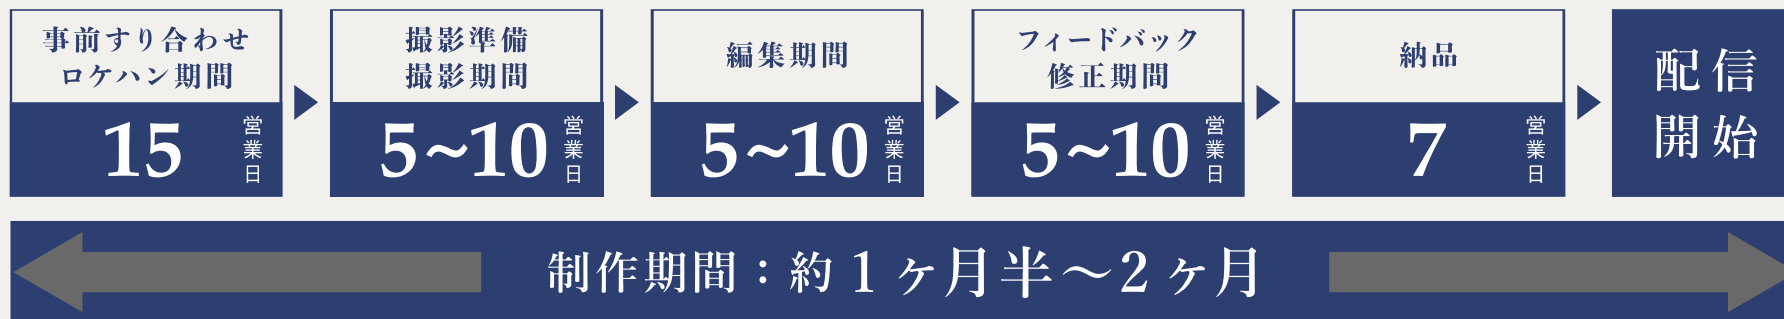 事前すり合わせ
ロケハン期間
15
営業日
撮影準備
撮影期間
5~10
営業日
編集期間
5~10
営業日
フィードバック
修正期間
5~10
営業日
納品
7
営業日
配信
開始
制作期間：約1ヶ月半～2ヶ月